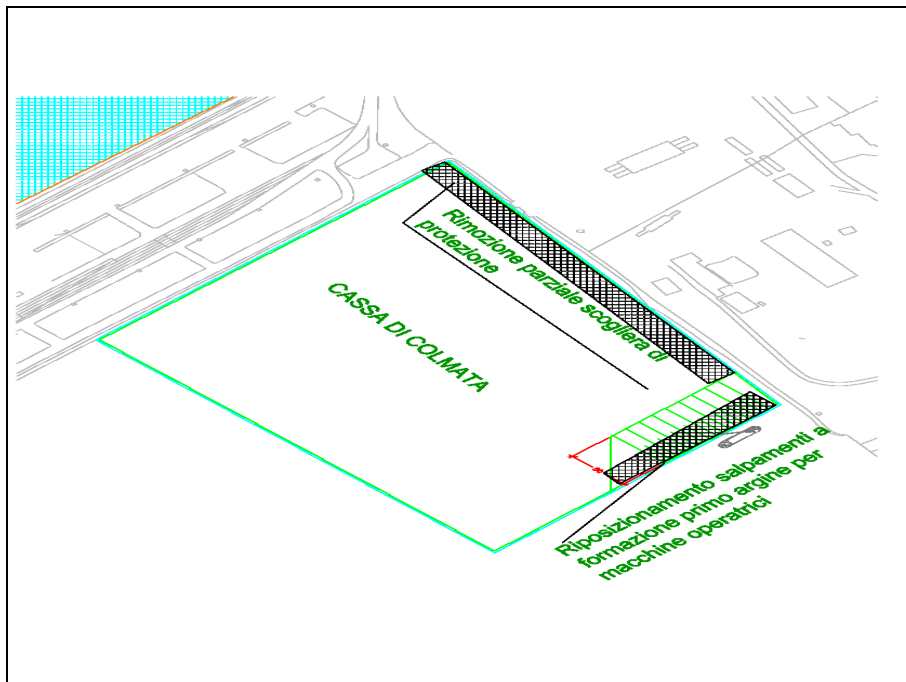 Rimozione parziale scogliera di
protezione
CASSA DI COLMATA
Riposizionamento salpamenti a
formazione primo argine per
macchine operatrici